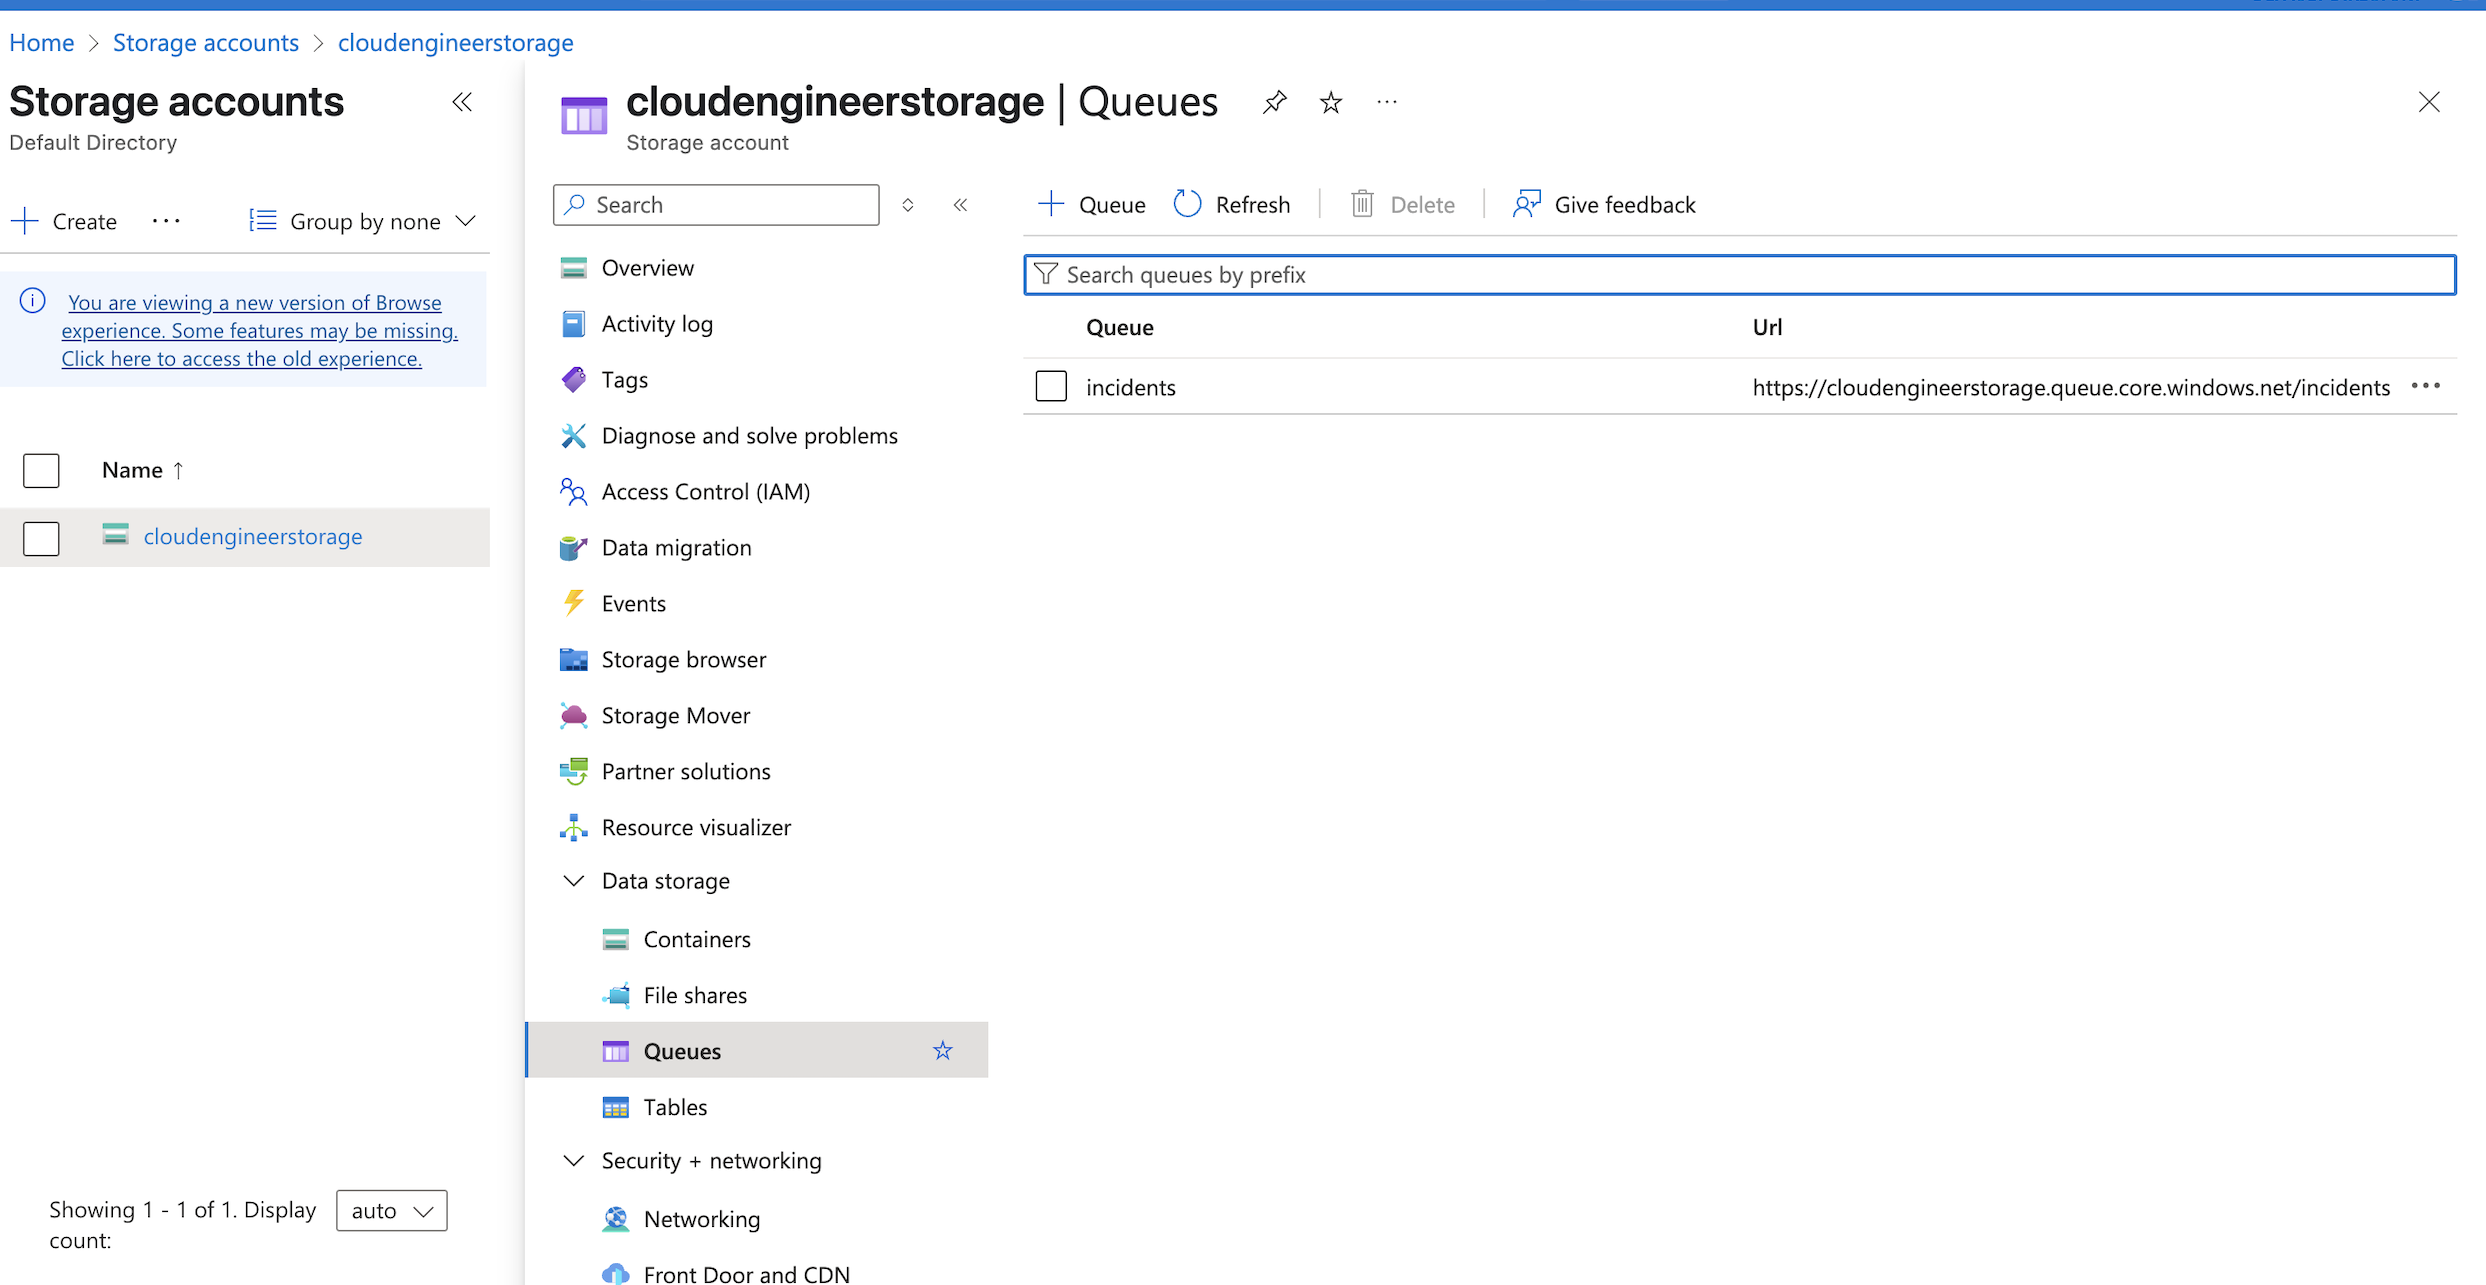 Home > Storage accounts > cloudengineerstorage
Storage accounts
Default Directory
Create
Group by none
You are viewing a new version of Browse
experience. Some features may be missing.
Click here to access the old experience.
Name ↑
cloudengineerstorage
Showing 1 - 1 of 1. Display
count:
auto
cloudengineerstorage | Queues
Storage account
Search
Overview
Activity log
Tags
Diagnose and solve problems
Access Control (IAM)
Data migration
Events
Storage browser
Storage Mover
Partner solutions
Resource visualizer
Data storage
Containers
File shares
Queues
Tables
Security + networking
Networking
Front Door and CDN
Queue
Refresh
Delete
Give feedback
Search queues by prefix
Queue Url
incidents https://cloudengineerstorage.queue.core.windows.net/incidents